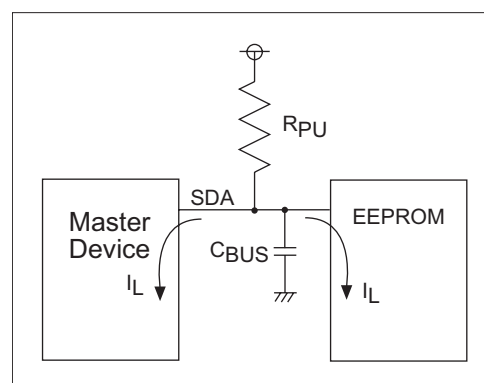 RPU
SDA
Master
Device
EEPROM
CBUS
IL
IL